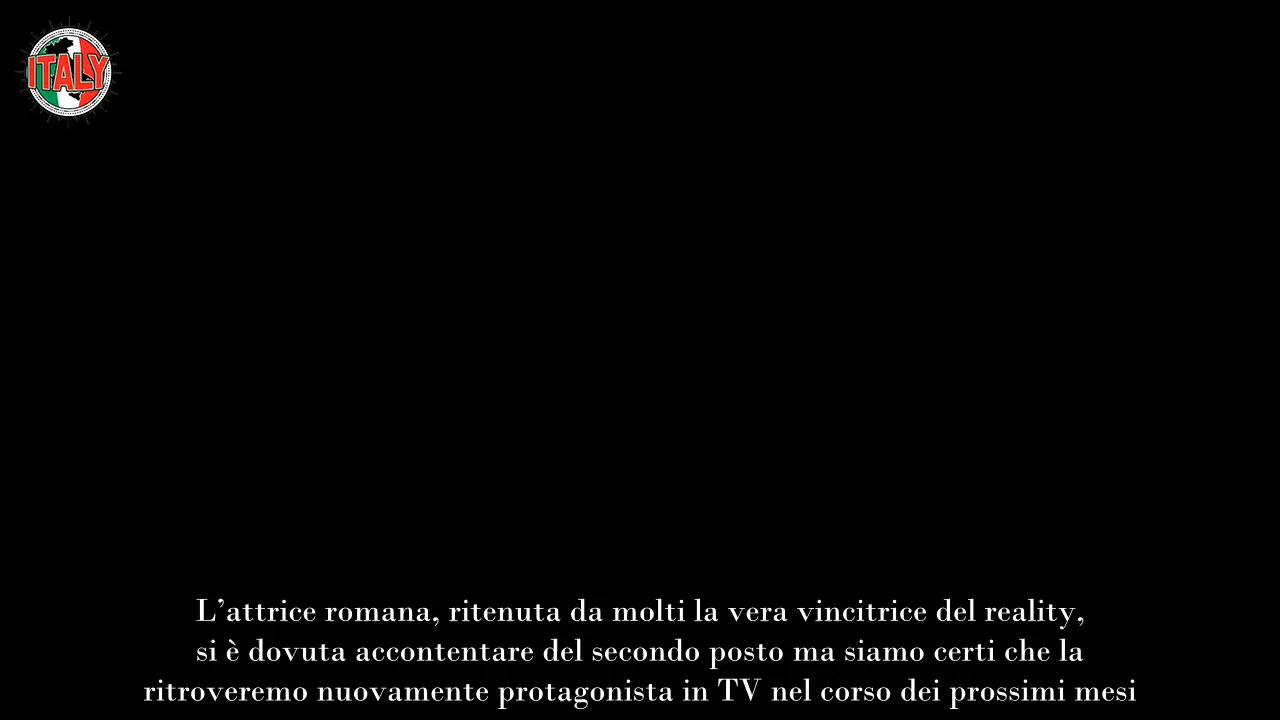 ITALY
L’attrice romana, ritenuta da molti la vera vincitrice del reality,
si è dovuta accontentare del secondo posto ma siamo certi che la
ritroveremo nuovamente protagonista in TV nel corso dei prossimi mesi